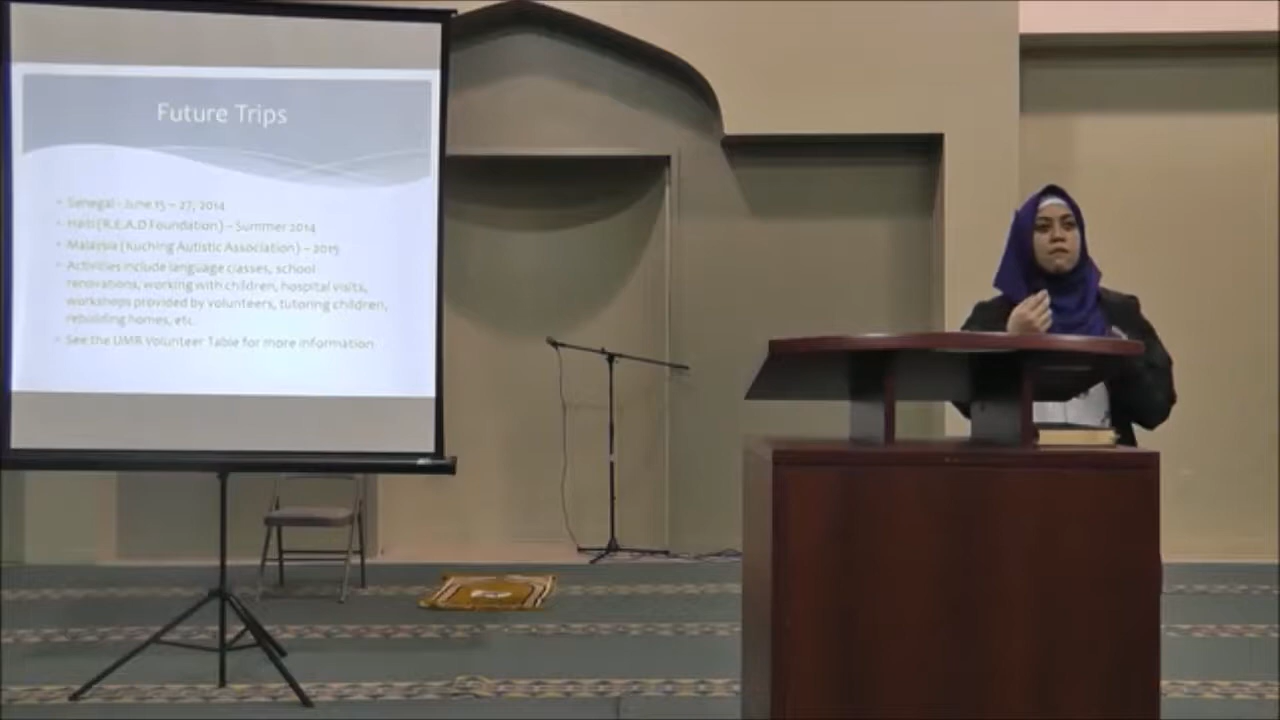 Future Trips
Senegal - June 15 – 27, 2014
Haiti (R.E.A.D Foundation) – Summer 2014
Malaysia (Kuching Autistic Association) – 2015
Activities include language classes, school
renovations, working with children, hospital visits,
workshops provided by volunteers, tutoring children,
rebuilding homes, etc.
See the UMR Volunteer Table for more information